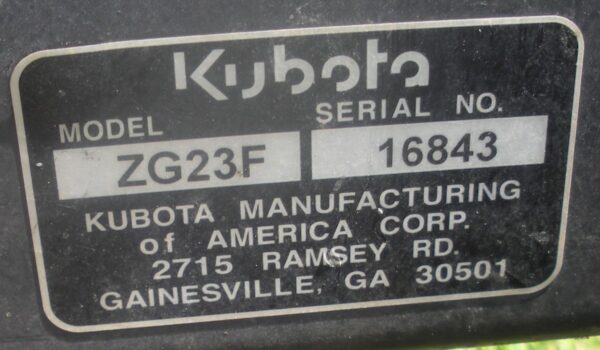 Kubota
MODEL SERIAL NO.
ZG23F 16843
KUBOTA MANUFACTURING
of AMERICA CORP.
2715 RAMSEY RD.
GAINESVILLE, GA 30501